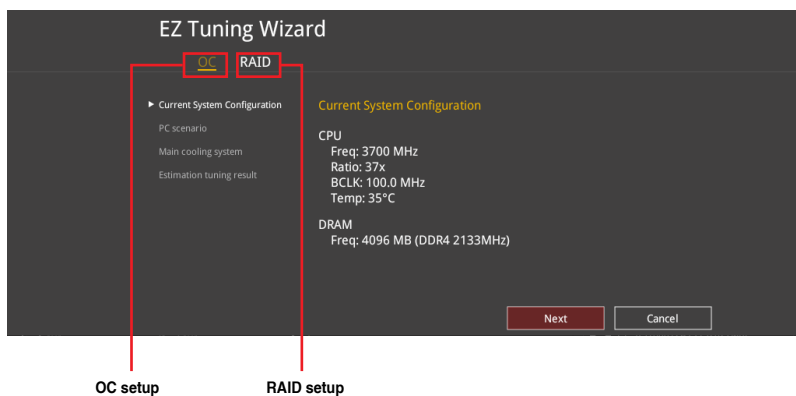 EZ Tuning Wizard
OC RAID
Current System Configuration
PC scenario
Main cooling system
Estimation tuning result
Current System Configuration
CPU
Freq: 3700 MHz
Ratio: 37x
BCLK: 100.0 MHz
Temp: 35°C
DRAM
Freq: 4096 MB (DDR4 2133MHz)
Next Cancel
OC setup RAID setup